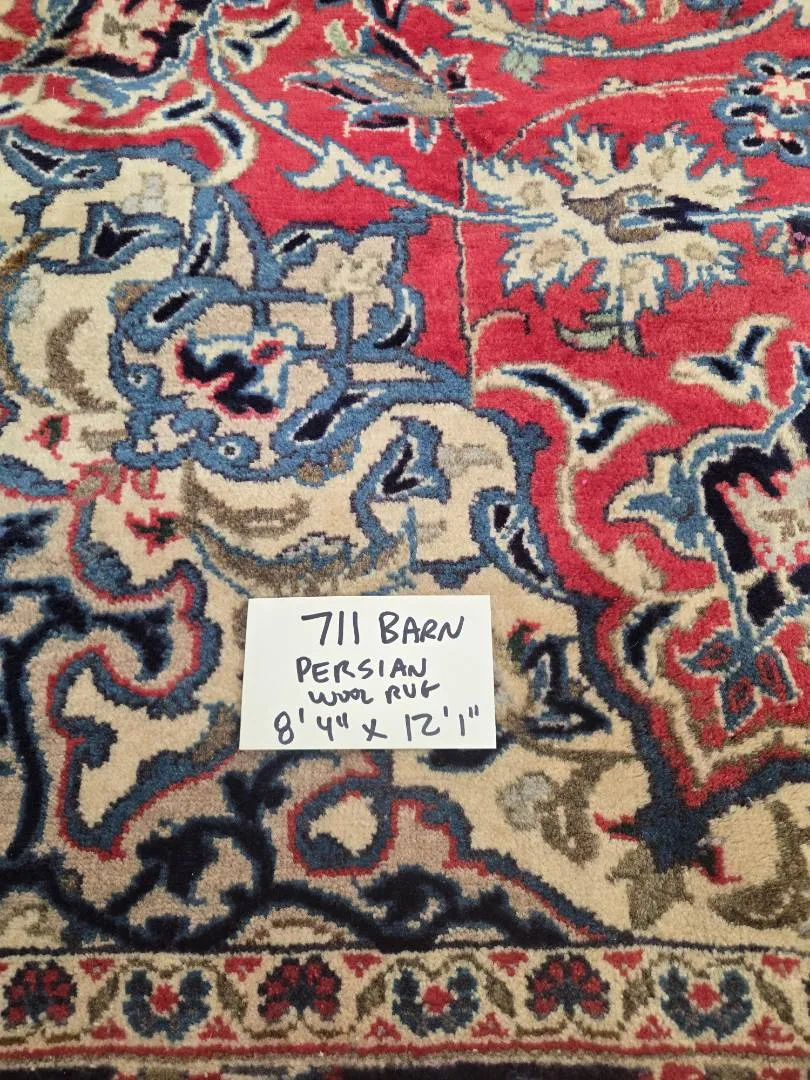 711 BARN
PERSIAN
WOOL RUG
8'4" x 12'1"